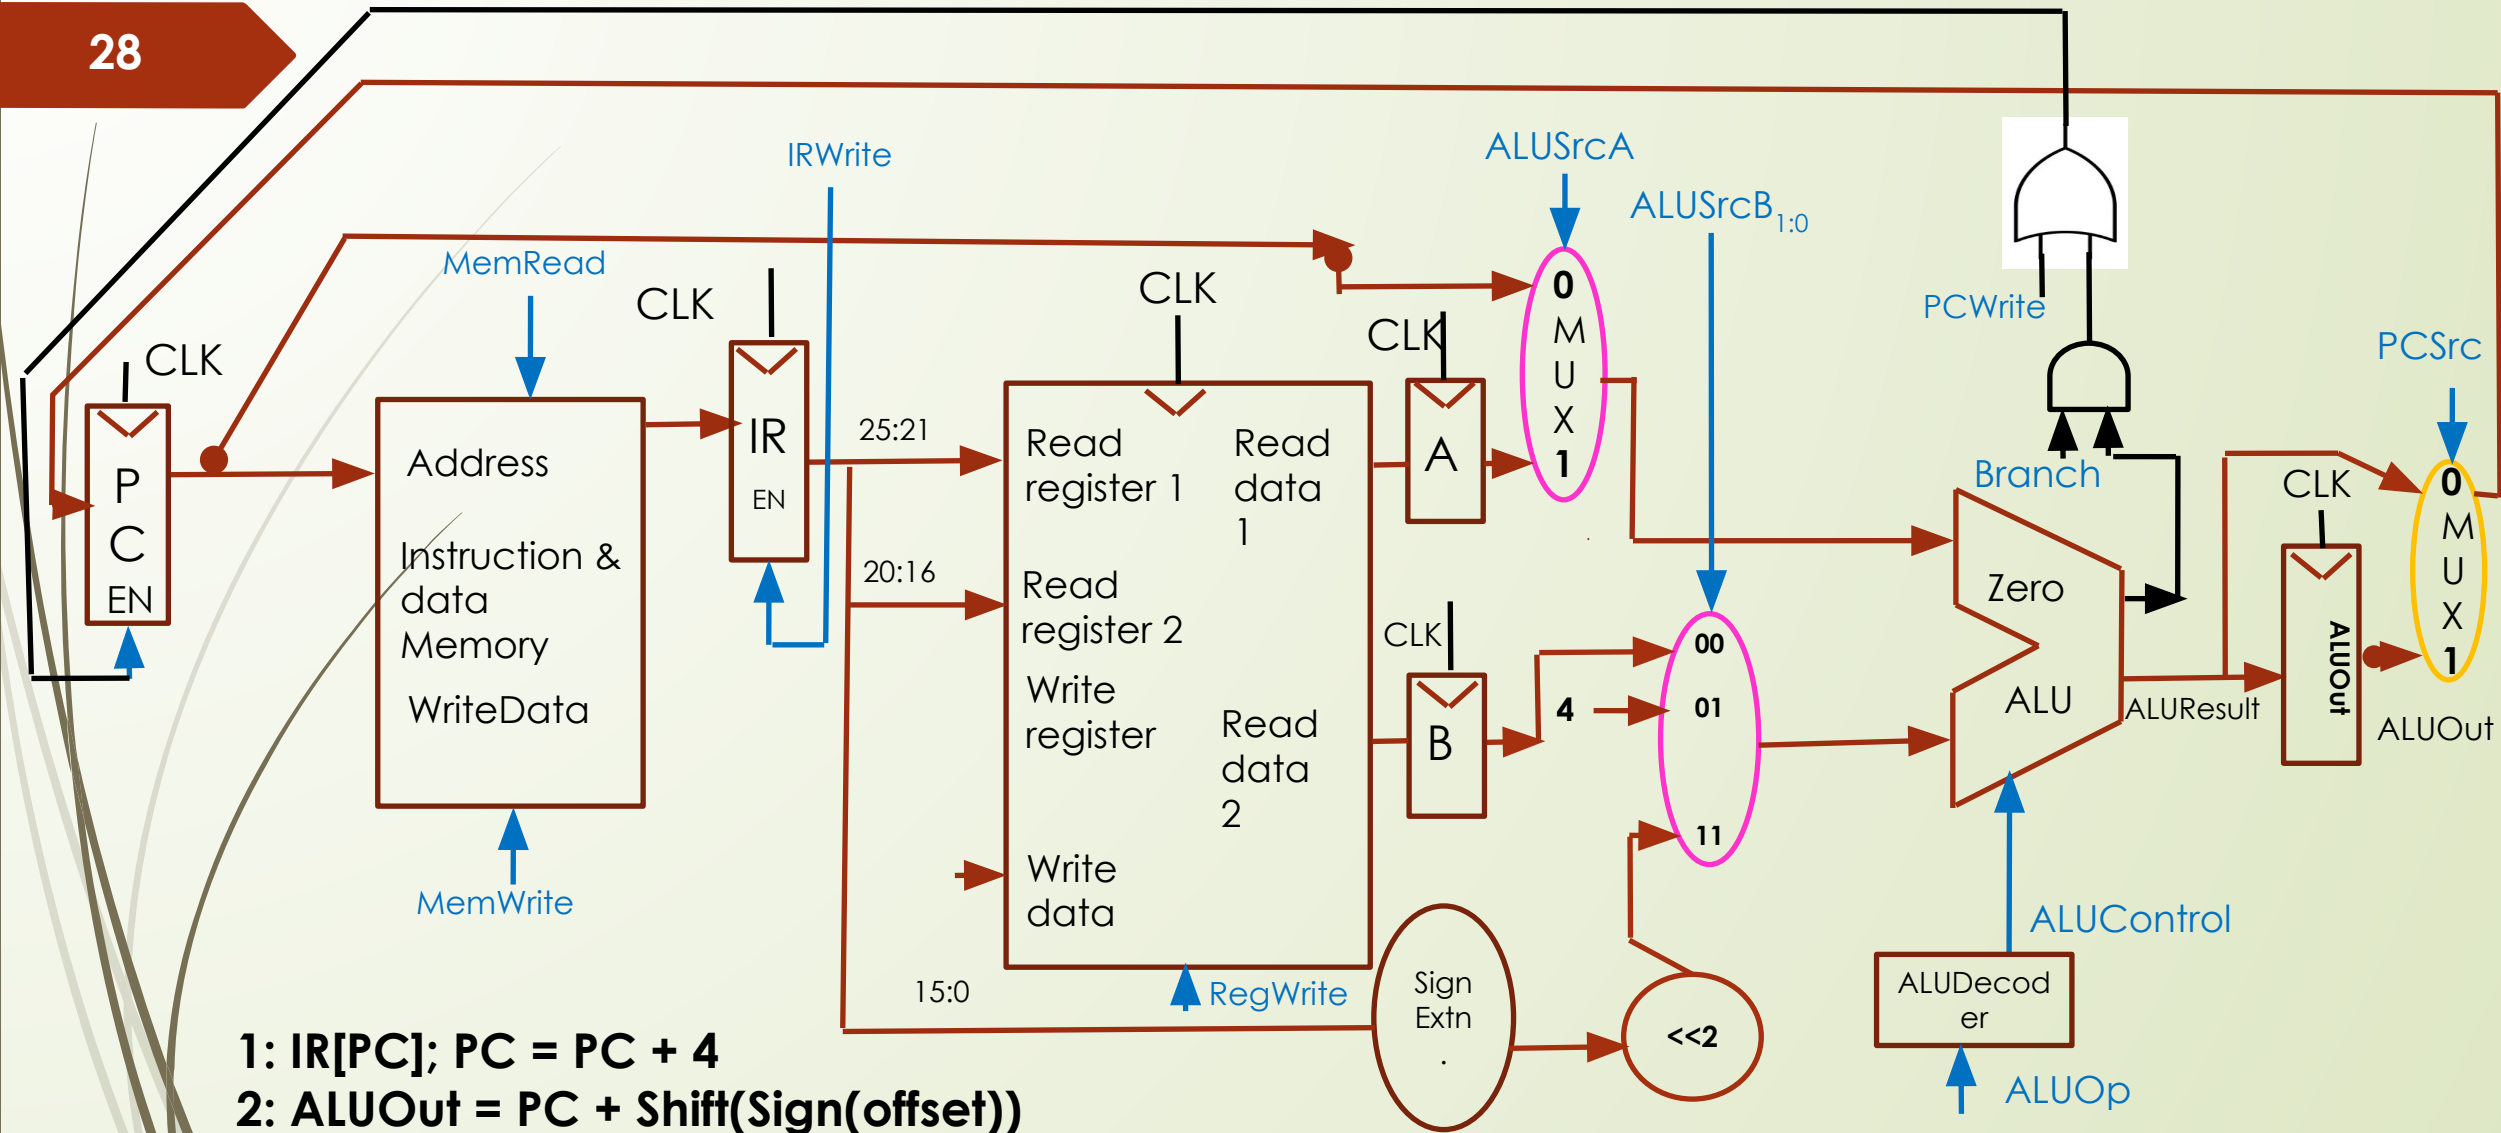 28
IRWrite
ALUSrcA
ALUSrcB1:0
MemRead
CLK
CLK
CLK
CLK
PCWrite
PCSrc
CLK
P
C
EN
Address
Instruction &
data
Memory
WriteData
MemWrite
IR
EN
25:21
20:16
15:0
Read
register 1
Read
data
1
Read
register 2
Write
register
Read
data
2
Write
data
RegWrite
A
CLK
B
0
M
U
X
1
4
00
01
11
Sign
Extn
.
<<2
Branch
Zero
ALU
ALUResult
ALUControl
ALUDecod
er
ALUOp
CLK
ALUOut
ALUOut
0
M
U
X
1
1: IR[PC]; PC = PC + 4
2: ALUOut = PC + Shift(Sign(offset))